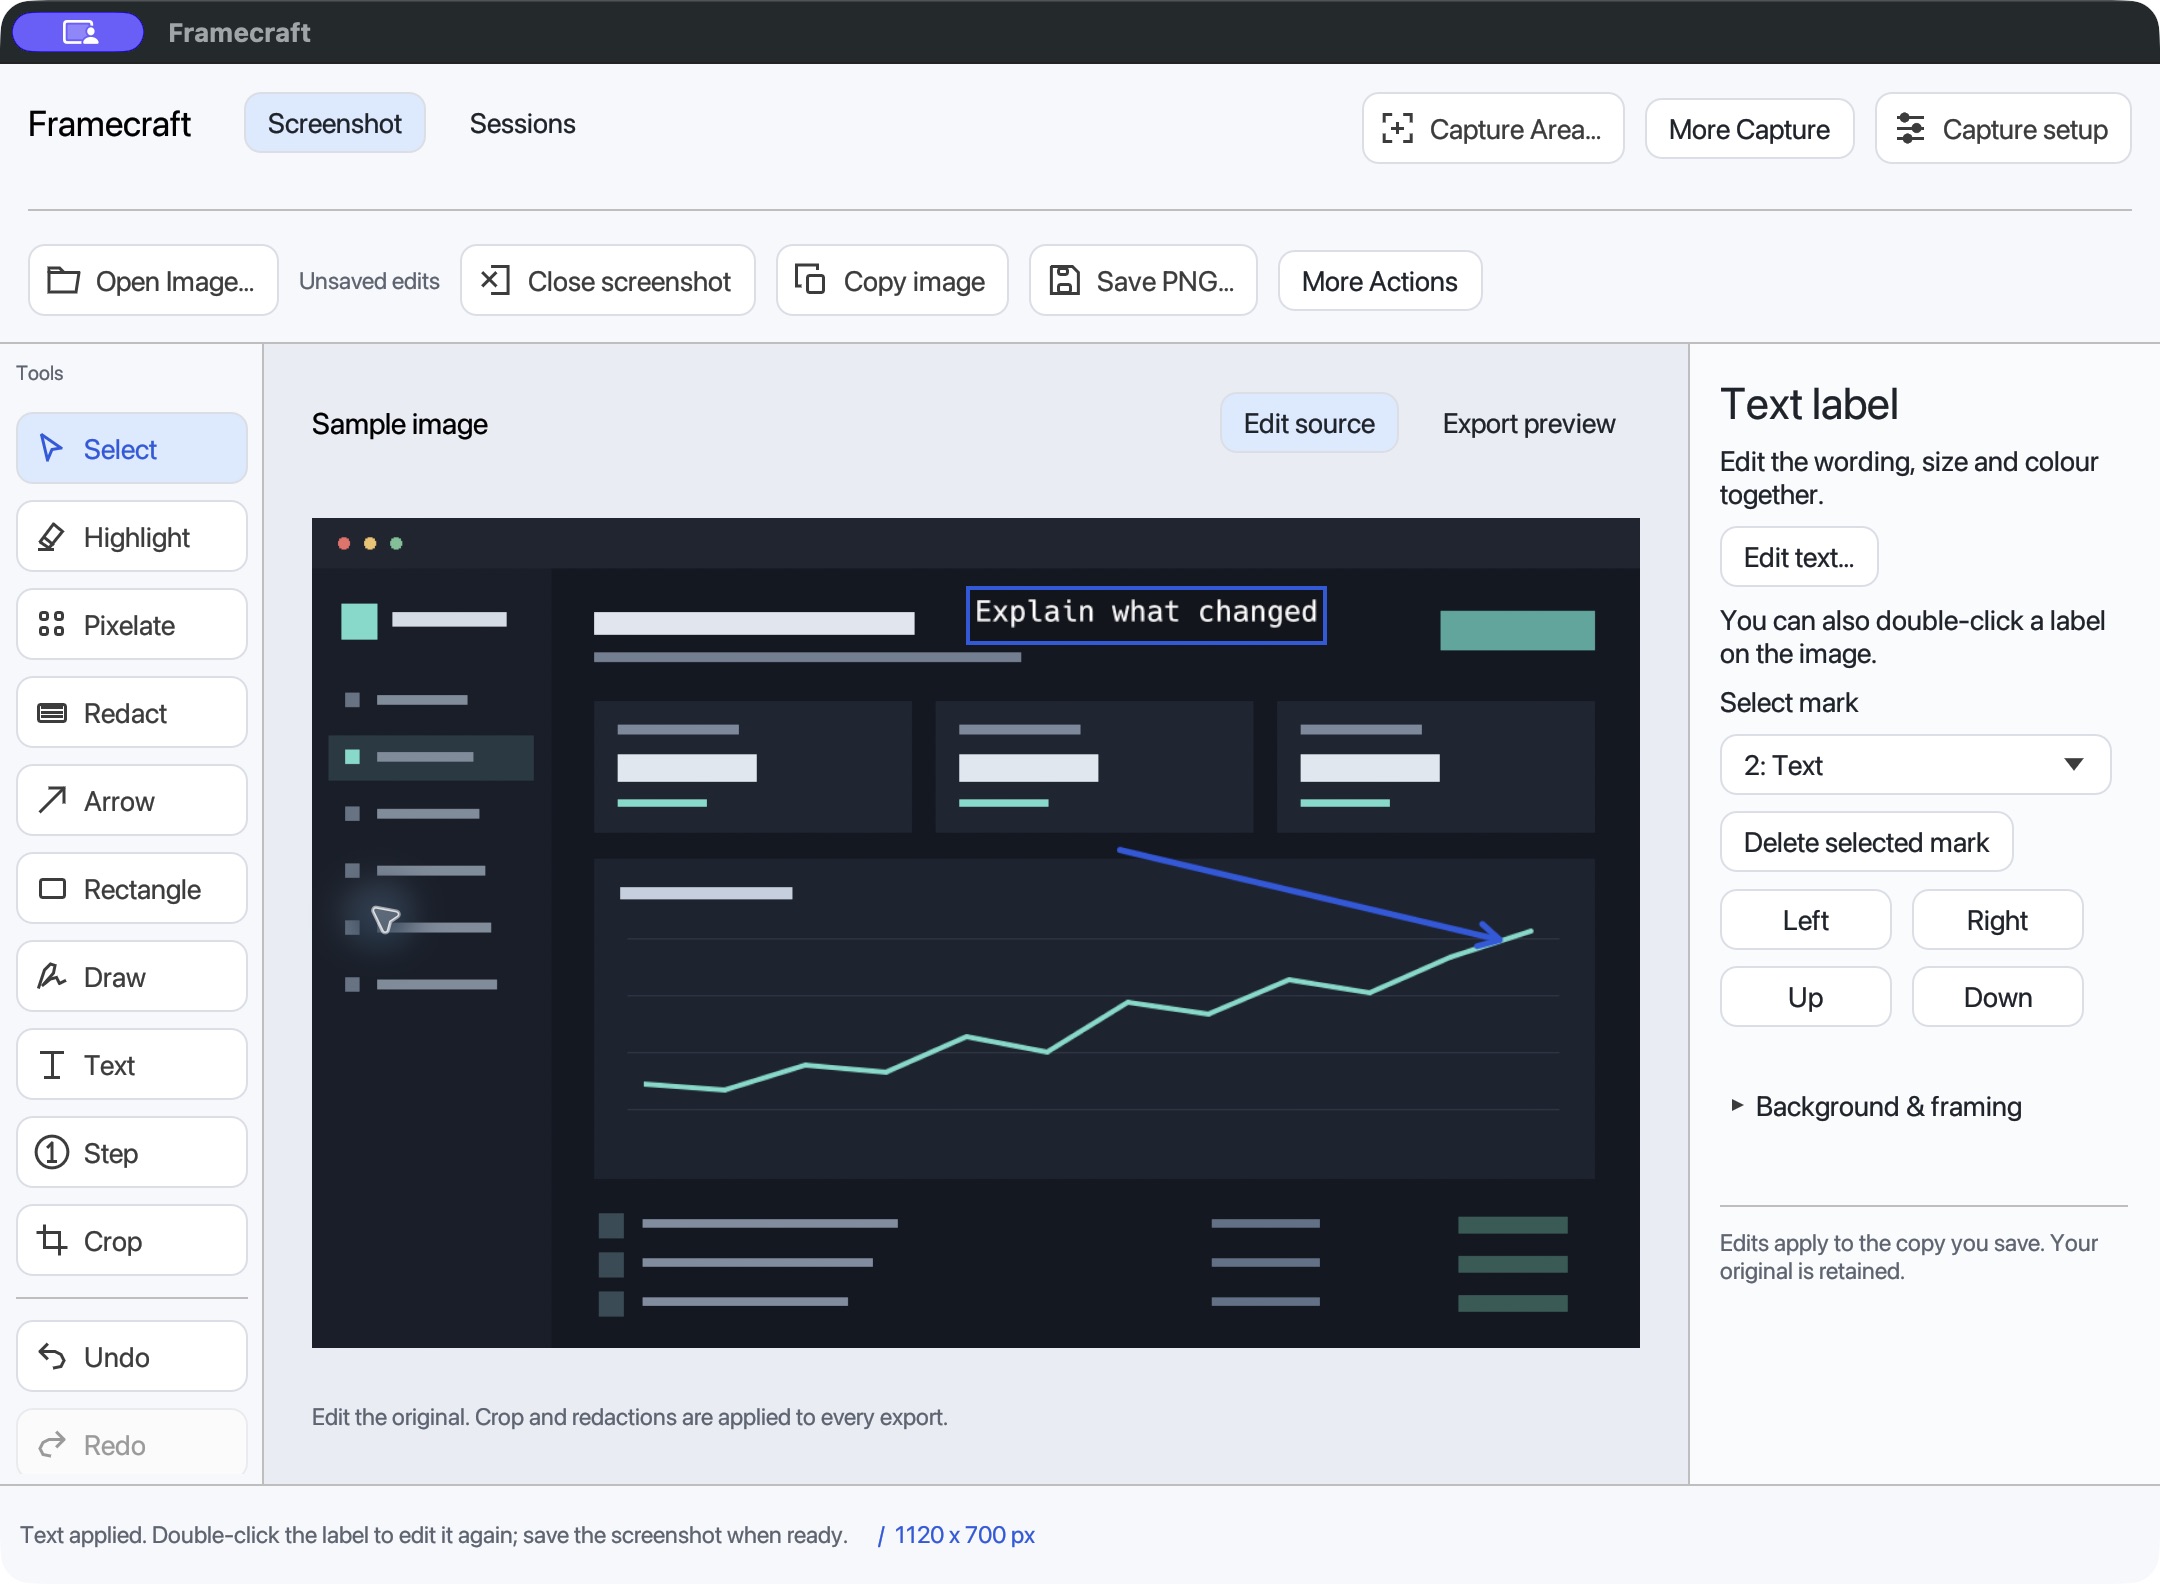 Framecraft
Framecraft
Screenshot
Sessions
Capture Area...
More Capture
Capture setup
Open Image...
Unsaved edits
Close screenshot
Copy image
Save PNG...
More Actions
Tools
Select
Highlight
Pixelate
Redact
Arrow
Rectangle
Draw
Text
1
Step
Crop
Undo
Redo
Sample image
Edit source
Export preview
Explain what changed
Edit the original. Crop and redactions are applied to every export.
Text label
Edit the wording, size and colour
together.
Edit text...
You can also double-click a label
on the image.
Select mark
2: Text
Delete selected mark
Left
Right
Up
Down
Background & framing
Edits apply to the copy you save. Your
original is retained.
Text applied. Double-click the label to edit it again; save the screenshot when ready. / 1120 x 700 px